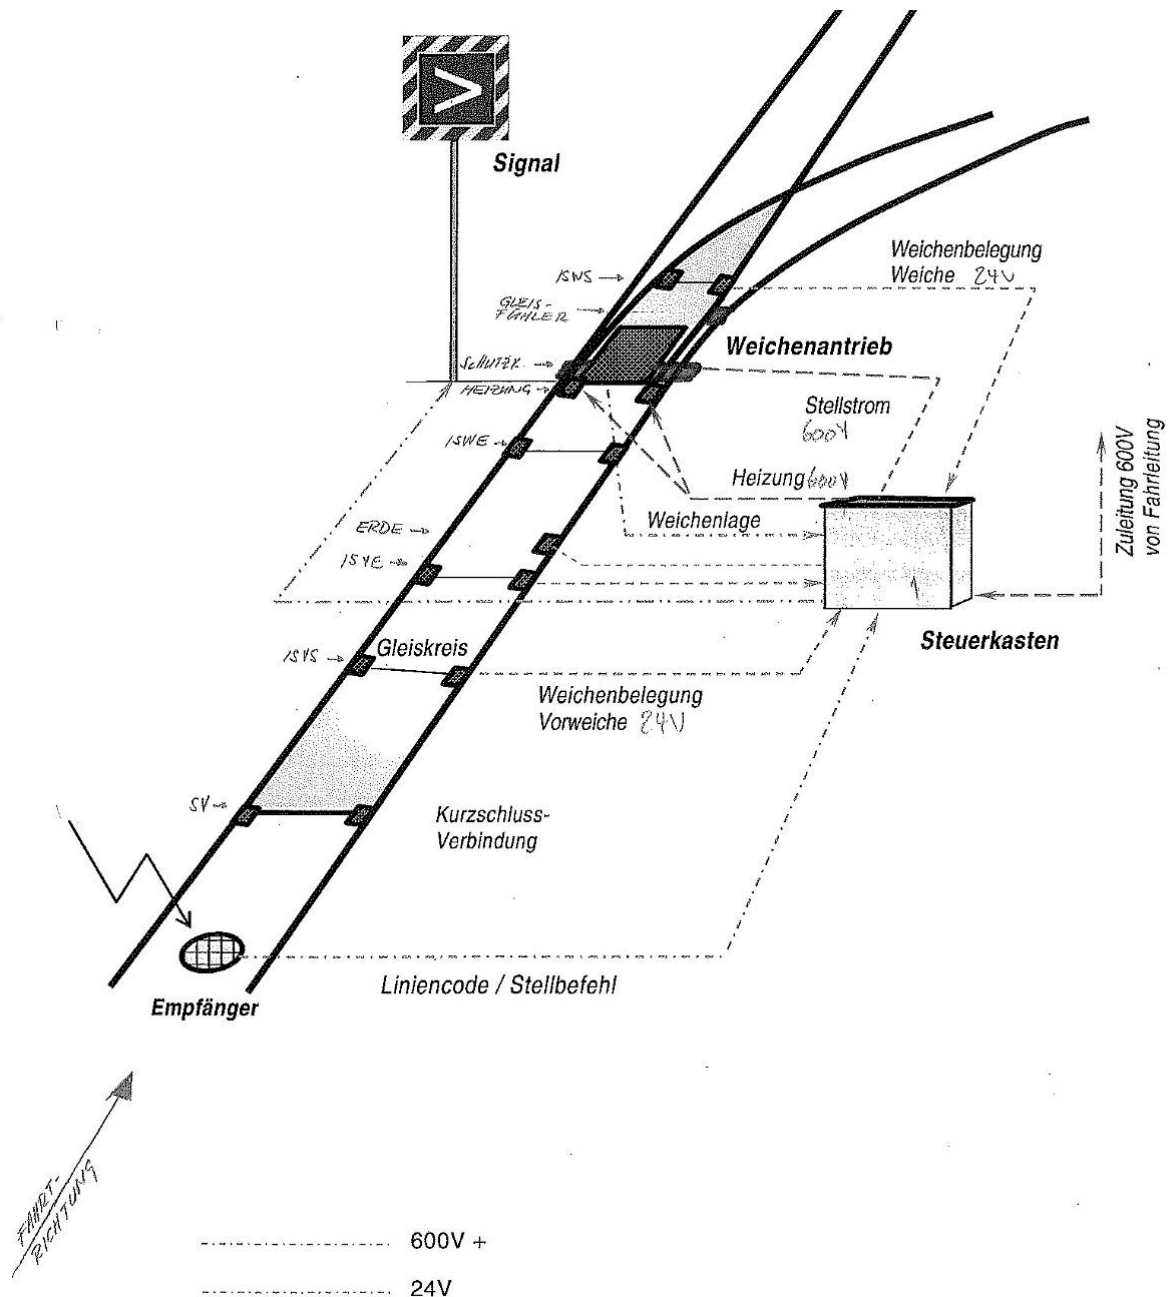 Signal
ISWS
GLEIS-
FÜHLER
Weichenbelegung
Weiche 24V
SCHUTZK.
Weichenantrieb
HEIZUNG
Stellstrom
600V
ISWE
Heizung 600V
Weichenlage
Zuleitung 600V
von Fahrleitung
ERDE
ISVE
Steuerkasten
ISVS
Gleiskreis
Weichenbelegung
Vorweiche 24V
SV
Kurzschluss-
Verbindung
Liniencode / Stellbefehl
Empfänger
FAHRT-
RICHTUNG
600V +
24V